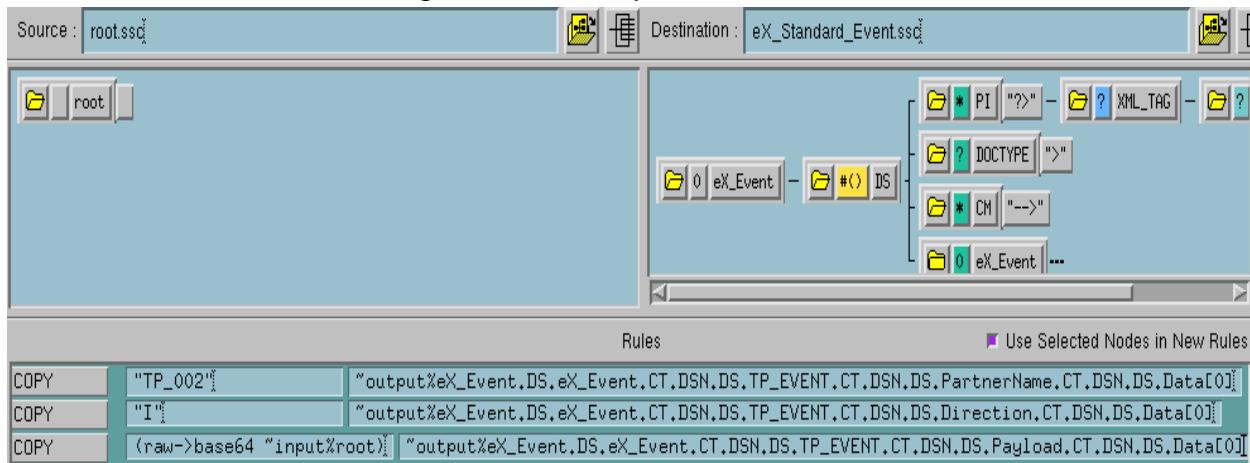 Source : root.ssc Destination : eX_Standard_Event.ssc
root
* PI "?>" ? XML_TAG ?
? DOCTYPE ">"
0 eX_Event #() DS
* CM "-->"
0 eX_Event
Rules Use Selected Nodes in New Rules
COPY "TP_002" ~output%eX_Event.DS.eX_Event.CT.DSN.DS.TP_EVENT.CT.DSN.DS.PartnerName.CT.DSN.DS.Data[0]
COPY "I" ~output%eX_Event.DS.eX_Event.CT.DSN.DS.TP_EVENT.CT.DSN.DS.Direction.CT.DSN.DS.Data[0]
COPY (raw->base64 ~input%root) ~output%eX_Event.DS.eX_Event.CT.DSN.DS.TP_EVENT.CT.DSN.DS.Payload.CT.DSN.DS.Data[0]